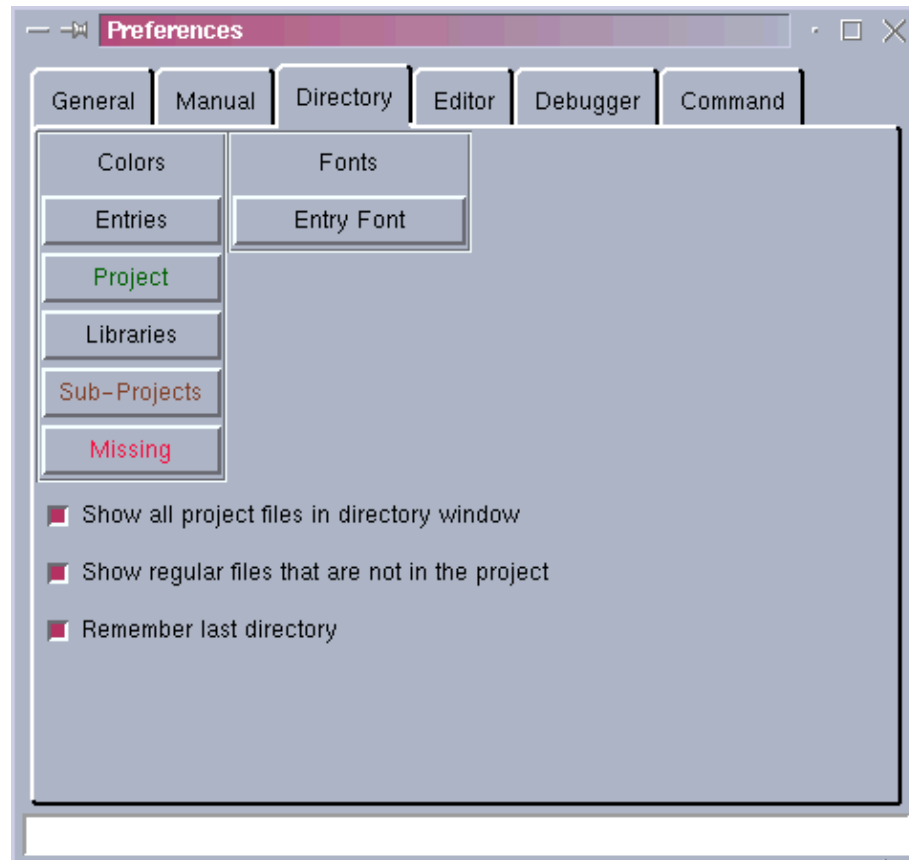 Preferences
General Manual Directory Editor Debugger Command
Colors Fonts
Entries Entry Font
Project
Libraries
Sub-Projects
Missing
Show all project files in directory window
Show regular files that are not in the project
Remember last directory